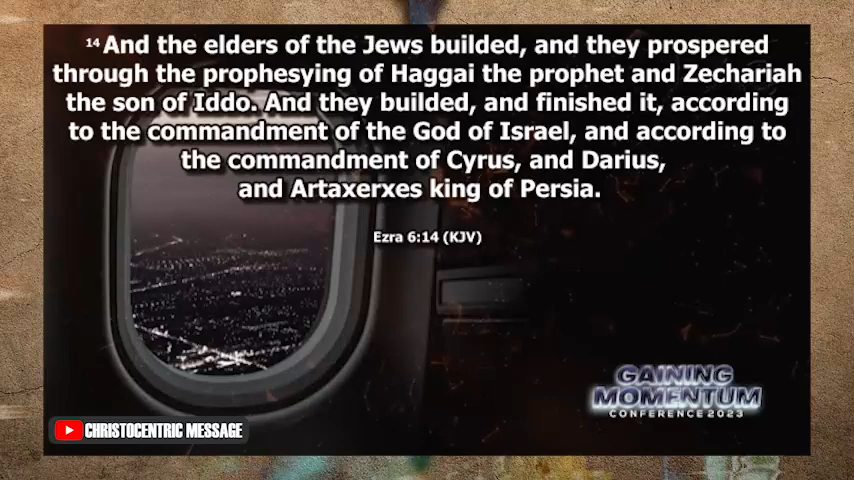 14 And the elders of the Jews builded, and they prospered
through the prophesying of Haggai the prophet and Zechariah
the son of Iddo. And they builded, and finished it, according
to the commandment of the God of Israel, and according to
the commandment of Cyrus, and Darius,
and Artaxerxes king of Persia.
Ezra 6:14 (KJV)
GAINING
MOMENTUM
CONFERENCE 2023
CHRISTOCENTRIC MESSAGE